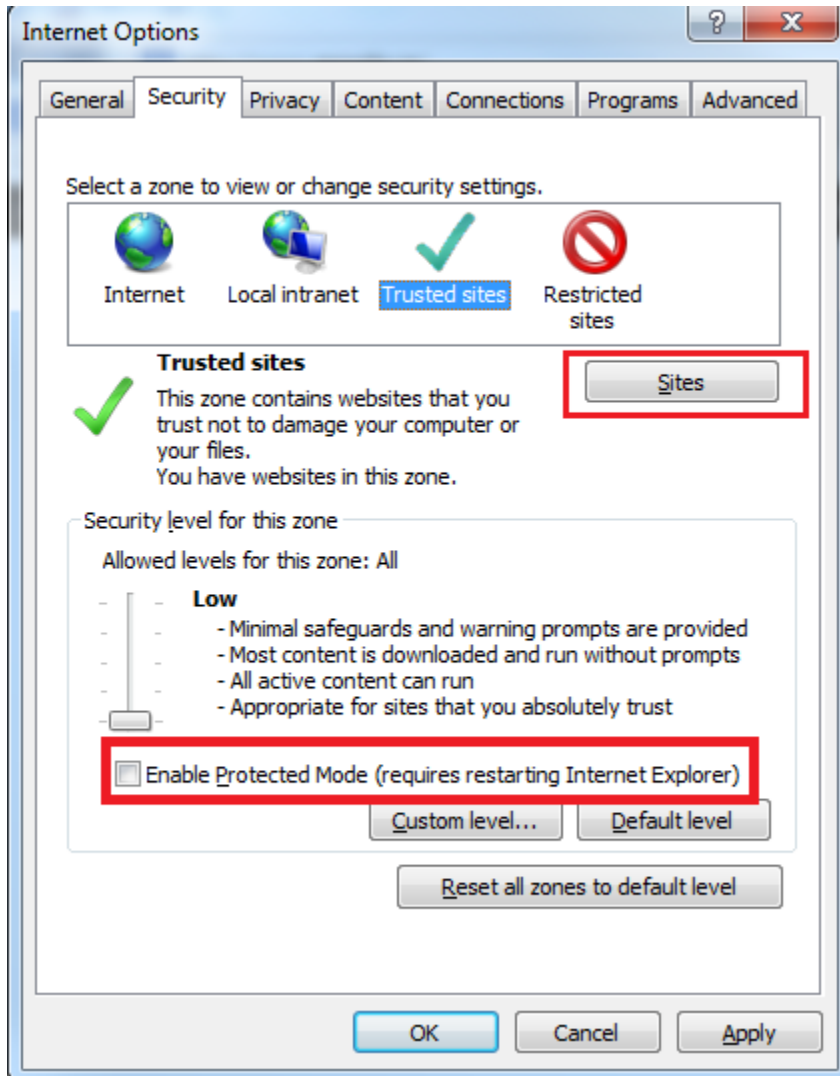 Internet Options
General Security Privacy Content Connections Programs Advanced
Select a zone to view or change security settings.
Internet Local intranet Trusted sites Restricted
sites
Trusted sites
Sites
This zone contains websites that you
trust not to damage your computer or
your files.
You have websites in this zone.
Security level for this zone
Allowed levels for this zone: All
Low
- Minimal safeguards and warning prompts are provided
- Most content is downloaded and run without prompts
- All active content can run
- Appropriate for sites that you absolutely trust
Enable Protected Mode (requires restarting Internet Explorer)
Custom level... Default level
Reset all zones to default level
OK Cancel Apply